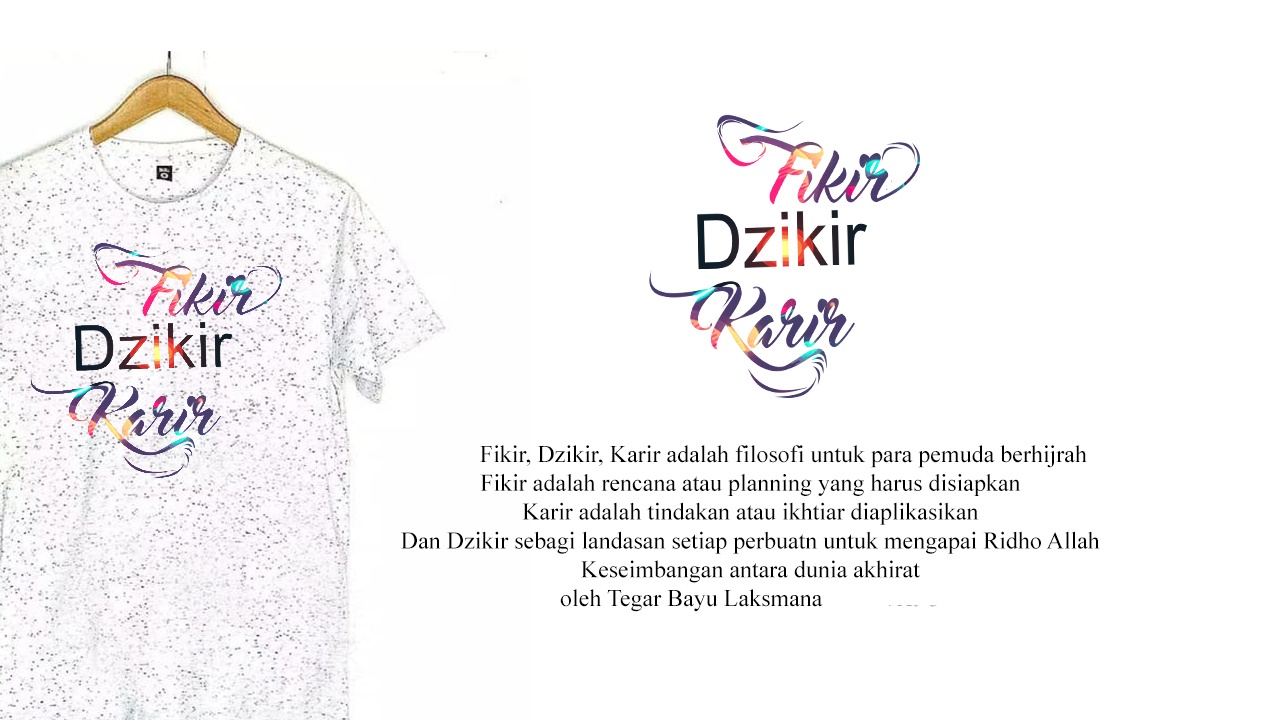 Fikir
Dzikir
Karir
Fikir
Dzikir
Karir
Fikir, Dzikir, Karir adalah filosofi untuk para pemuda berhijrah
Fikir adalah rencana atau planning yang harus disiapkan
Karir adalah tindakan atau ikhtiar diaplikasikan
Dan Dzikir sebagi landasan setiap perbuatn untuk mengapai Ridho Allah
Keseimbangan antara dunia akhirat
oleh Tegar Bayu Laksmana